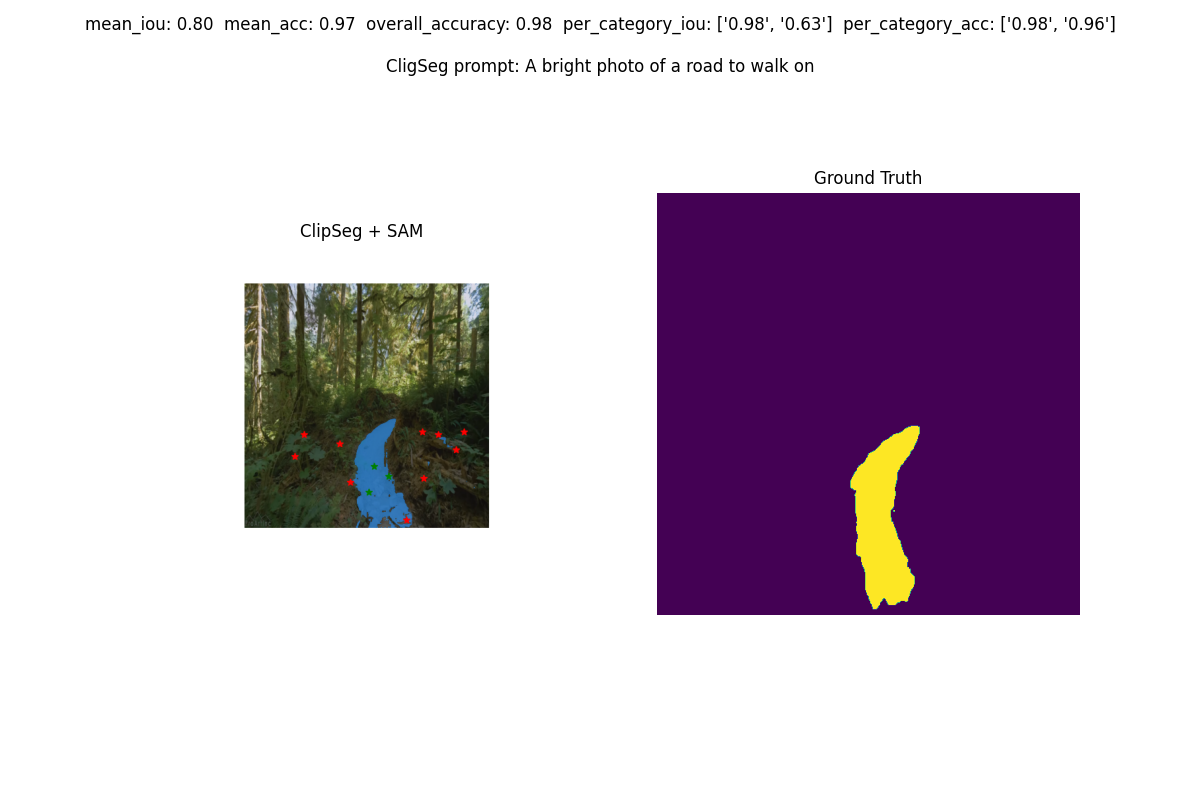 mean_iou: 0.80  mean_acc: 0.97  overall_accuracy: 0.98  per_category_iou: ['0.98', '0.63']  per_category_acc: ['0.98', '0.96']
CligSeg prompt: A bright photo of a road to walk on
Ground Truth
ClipSeg + SAM